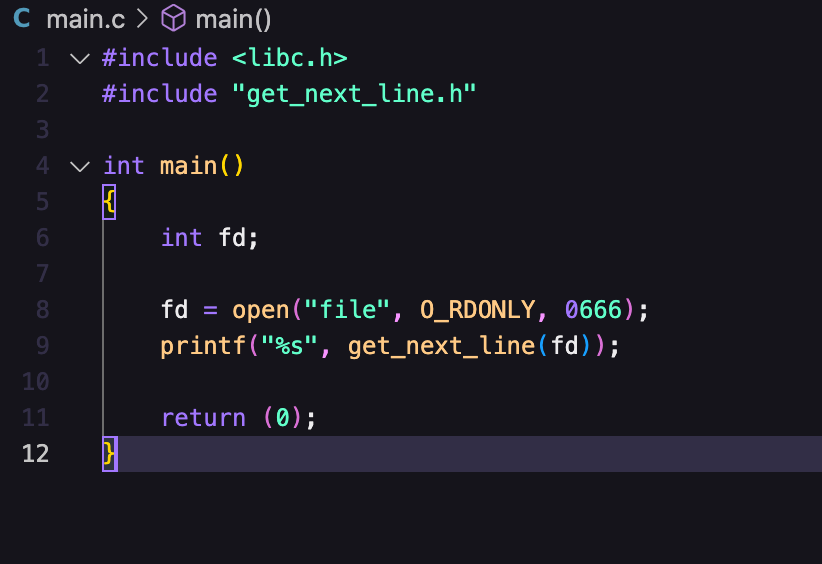 C main.c > main()
1 #include <libc.h>
2 #include "get_next_line.h"
3
4 int main()
5 {
6     int fd;
7
8     fd = open("file", O_RDONLY, 0666);
9     printf("%s", get_next_line(fd));
10
11     return (0);
12 }